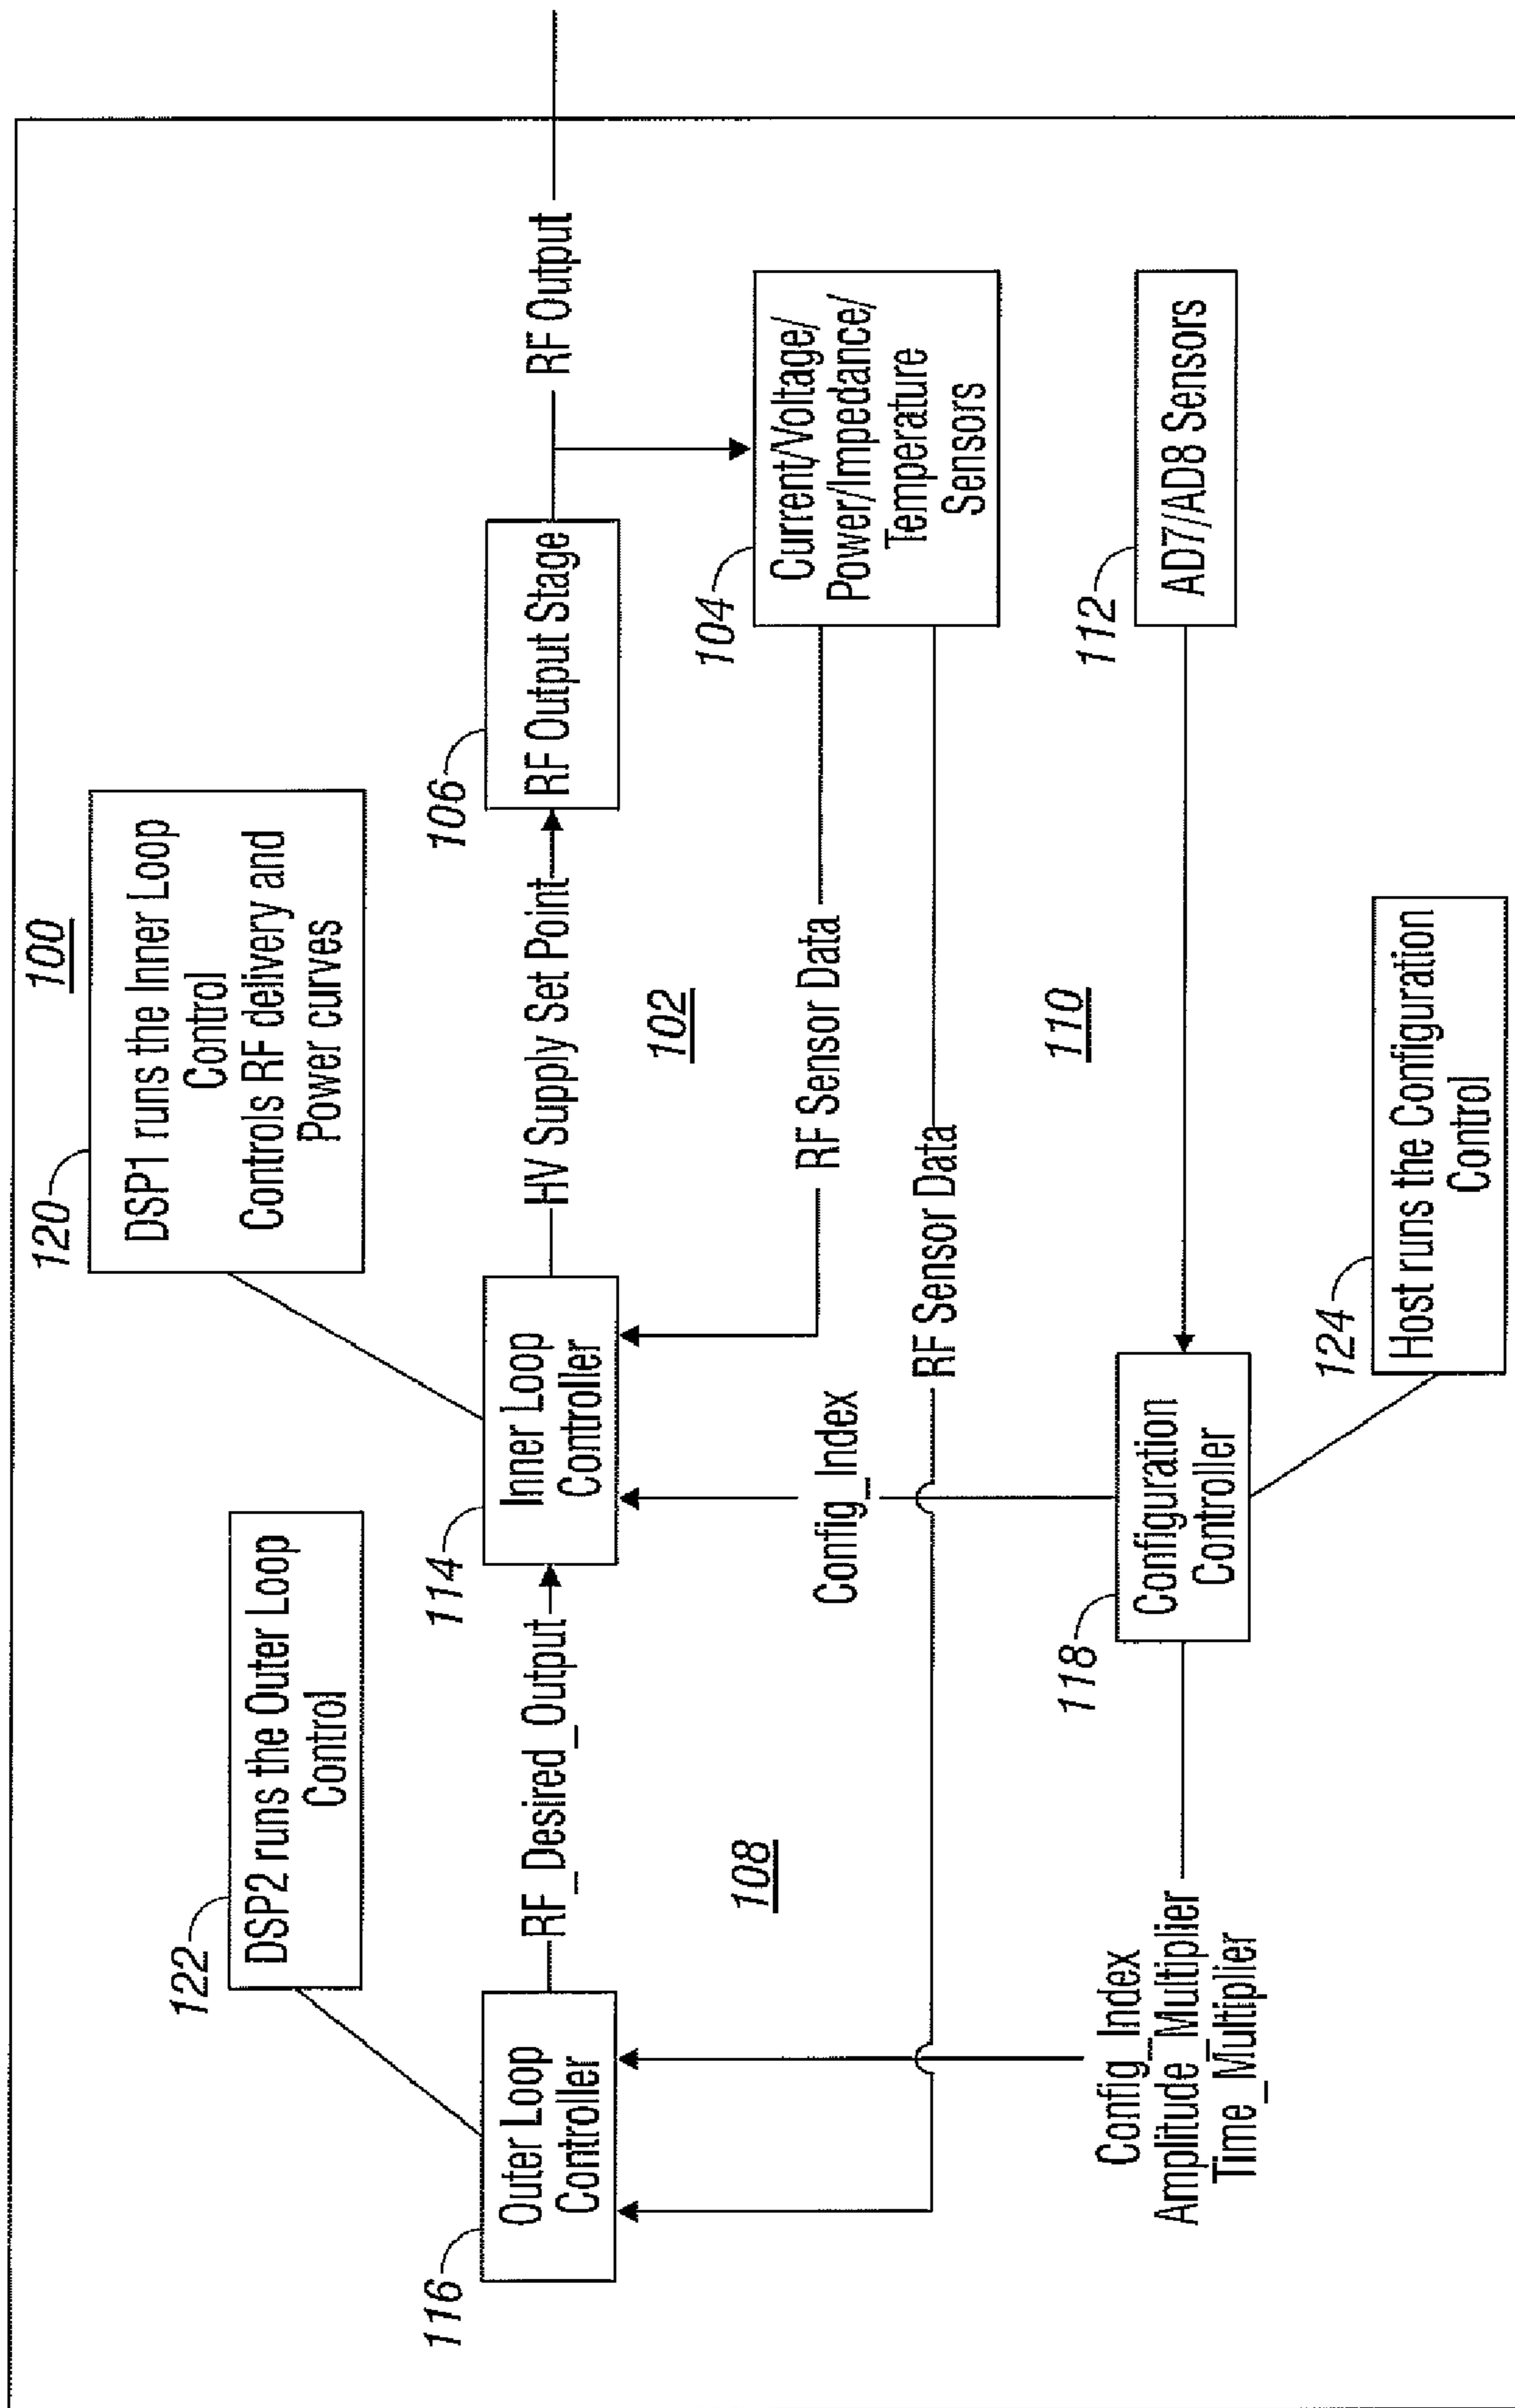 100
120
DSP1 runs the Inner Loop
Control
Controls RF delivery and
Power curves
122
DSP2 runs the Outer Loop
Control
116
Outer Loop
Controller
RF_Desired_Output
114
Inner Loop
Controller
HV Supply Set Point
106
RF Output Stage
RF Output
102
108
104
Current/Voltage/
Power/Impedance/
Temperature
Sensors
RF Sensor Data
RF Sensor Data
Config_Index
110
112
AD7/AD8 Sensors
118
Configuration
Controller
Config_Index
Amplitude_Multiplier
Time_Multiplier
124
Host runs the Configuration
Control